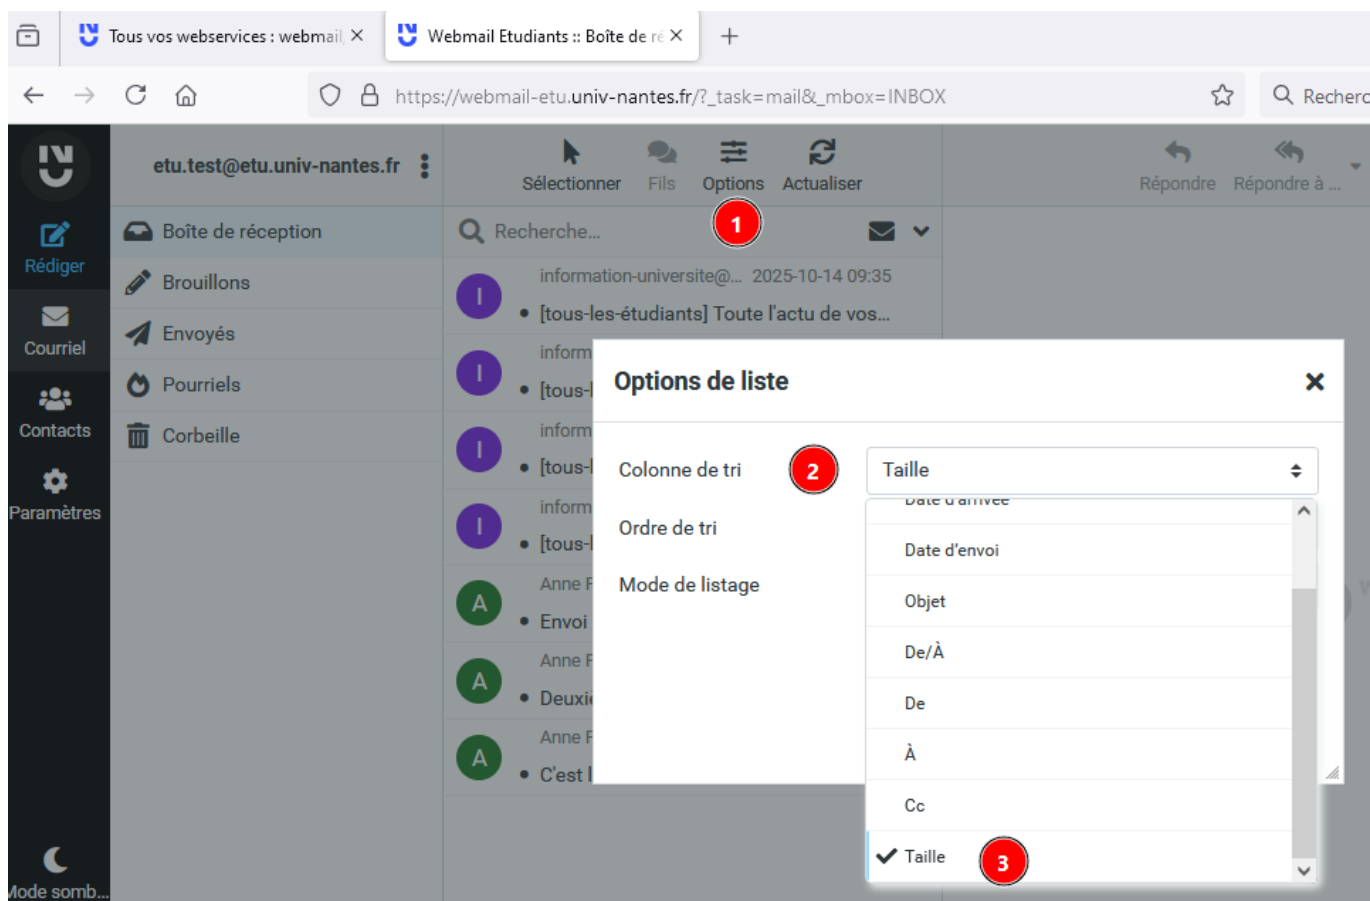 Tous vos webservices : webmail,
Webmail Etudiants :: Boîte de ré
https://webmail-etu.univ-nantes.fr/?_task=mail&_mbox=INBOX
Recherc
etu.test@etu.univ-nantes.fr
Sélectionner
Fils
Options
Actualiser
Répondre
Répondre à ...
1
Rédiger
Courriel
Contacts
Paramètres
Mode somb...
Boîte de réception
Brouillons
Envoyés
Pourriels
Corbeille
Recherche...
I
information-universite@... 2025-10-14 09:35
[tous-les-étudiants] Toute l'actu de vos...
I
inform
[tous-l
I
inform
[tous-l
I
inform
[tous-l
A
Anne F
Envoi
A
Anne F
Deuxiè
A
Anne F
C'est l
Options de liste
Colonne de tri
2
Taille
Ordre de tri
Mode de listage
Date d'arrivée
Date d'envoi
Objet
De/À
De
À
Cc
Taille
3